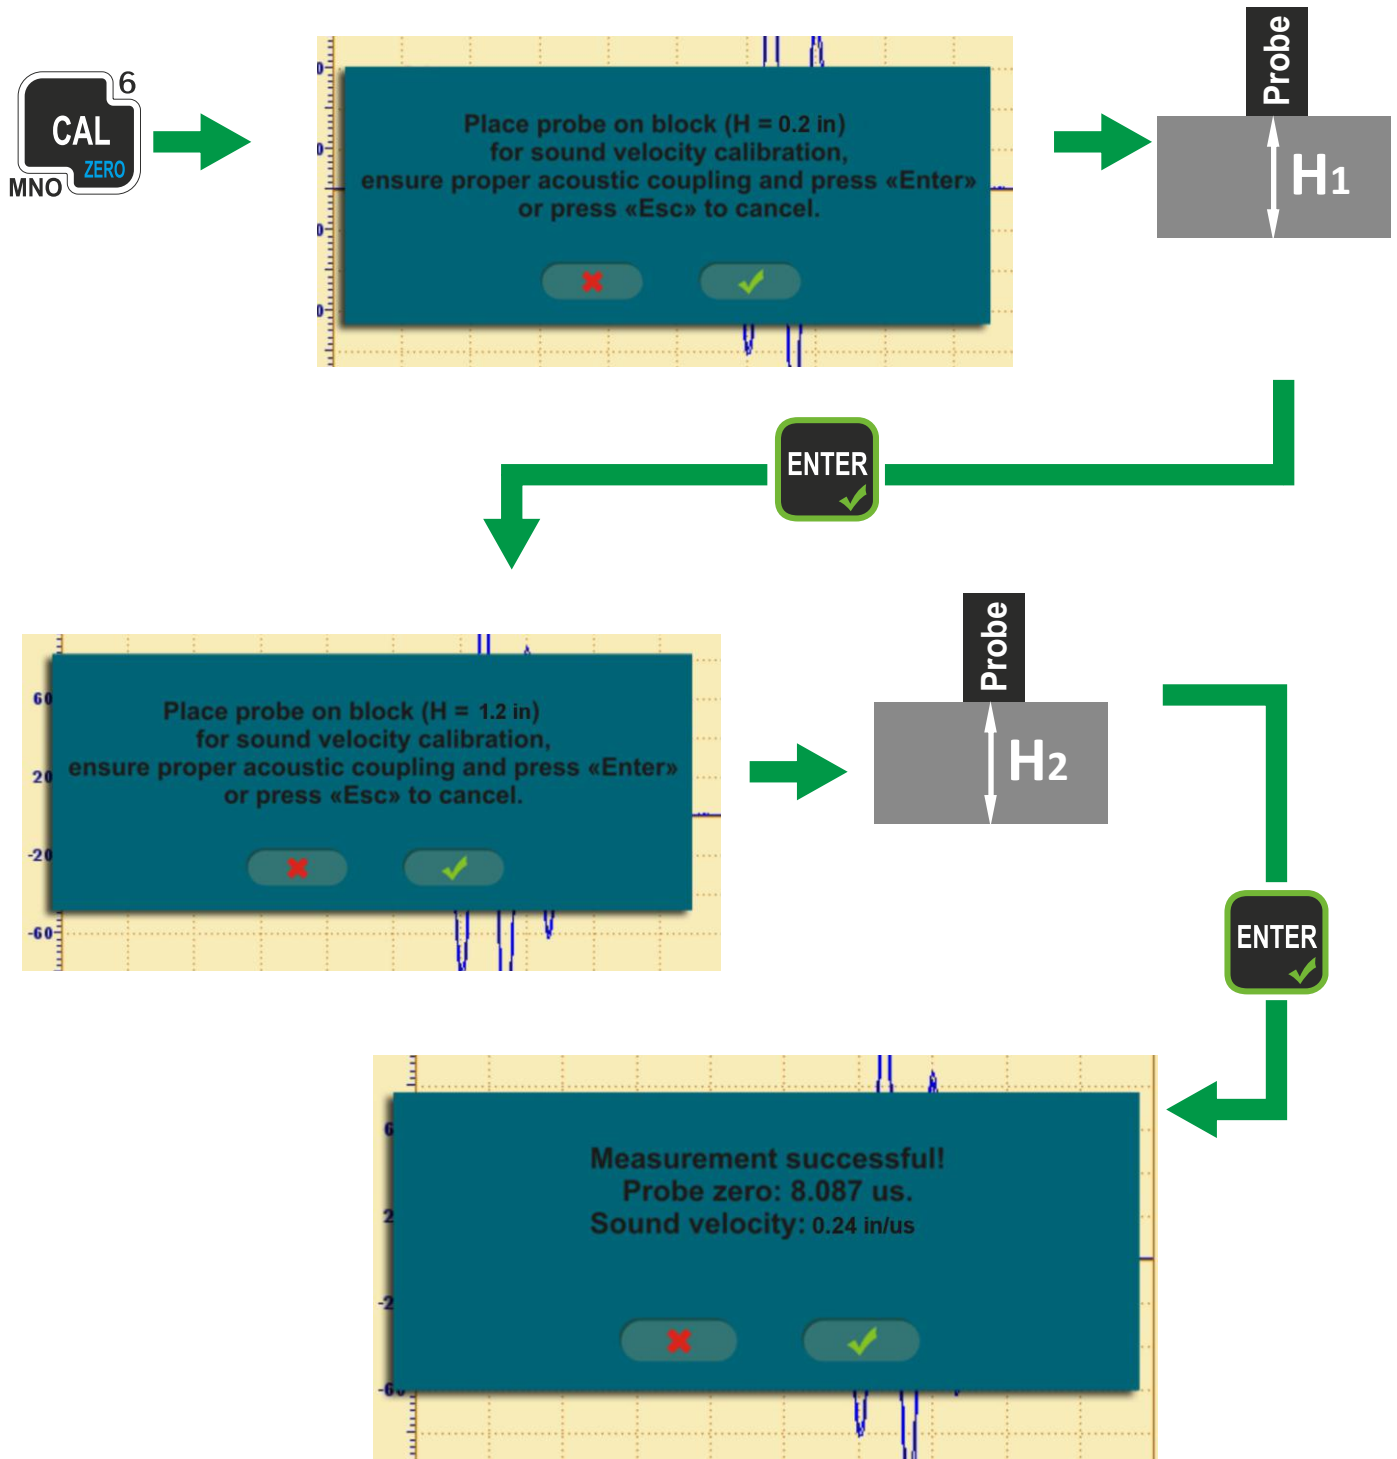 6
CAL
ZERO
MNO
Place probe on block (H = 0.2 in)
for sound velocity calibration,
ensure proper acoustic coupling and press «Enter»
or press «Esc» to cancel.
Probe
H1
ENTER
60
20
-20
-60
Place probe on block (H = 1.2 in)
for sound velocity calibration,
ensure proper acoustic coupling and press «Enter»
or press «Esc» to cancel.
Probe
H2
ENTER
Measurement successful!
Probe zero: 8.087 us.
Sound velocity: 0.24 in/us